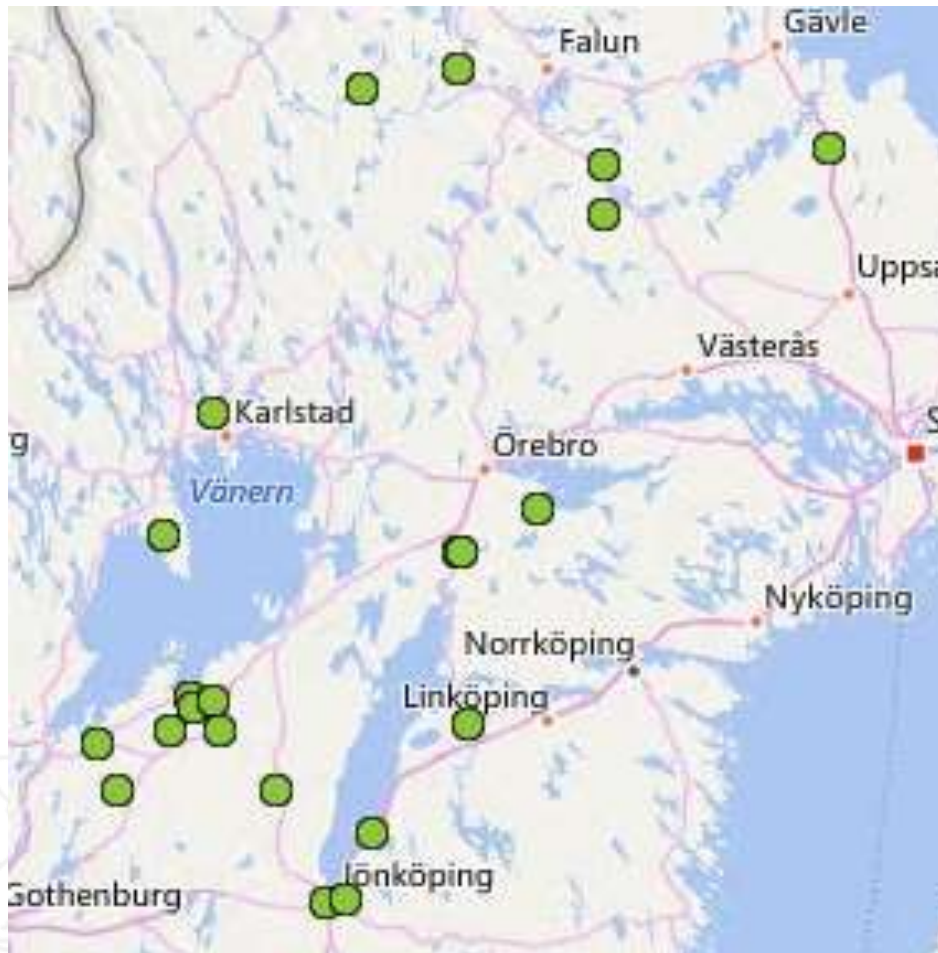 Gävle
Falun
Uppsa
Västerås
Karlstad
Örebro
S
g
Vänern
Nyköping
Norrköping
Linköping
Jönköping
Gothenburg